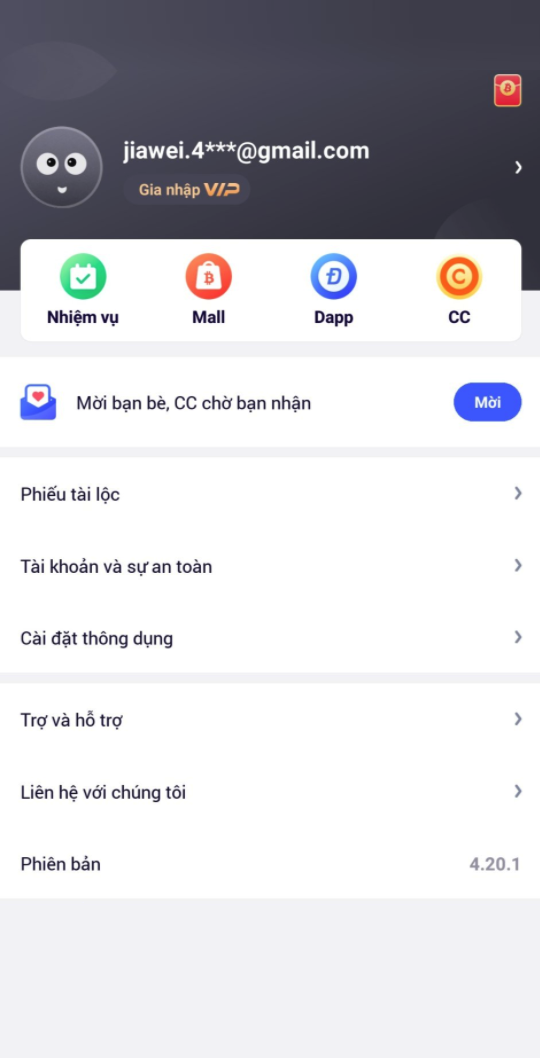 jiawei.4***@gmail.com
Gia nhập VIP
Nhiệm vụ
Mall
Dapp
CC
Mời bạn bè, CC chờ bạn nhận
Mời
Phiếu tài lộc
Tài khoản và sự an toàn
Cài đặt thông dụng
Trợ và hỗ trợ
Liên hệ với chúng tôi
Phiên bản
4.20.1